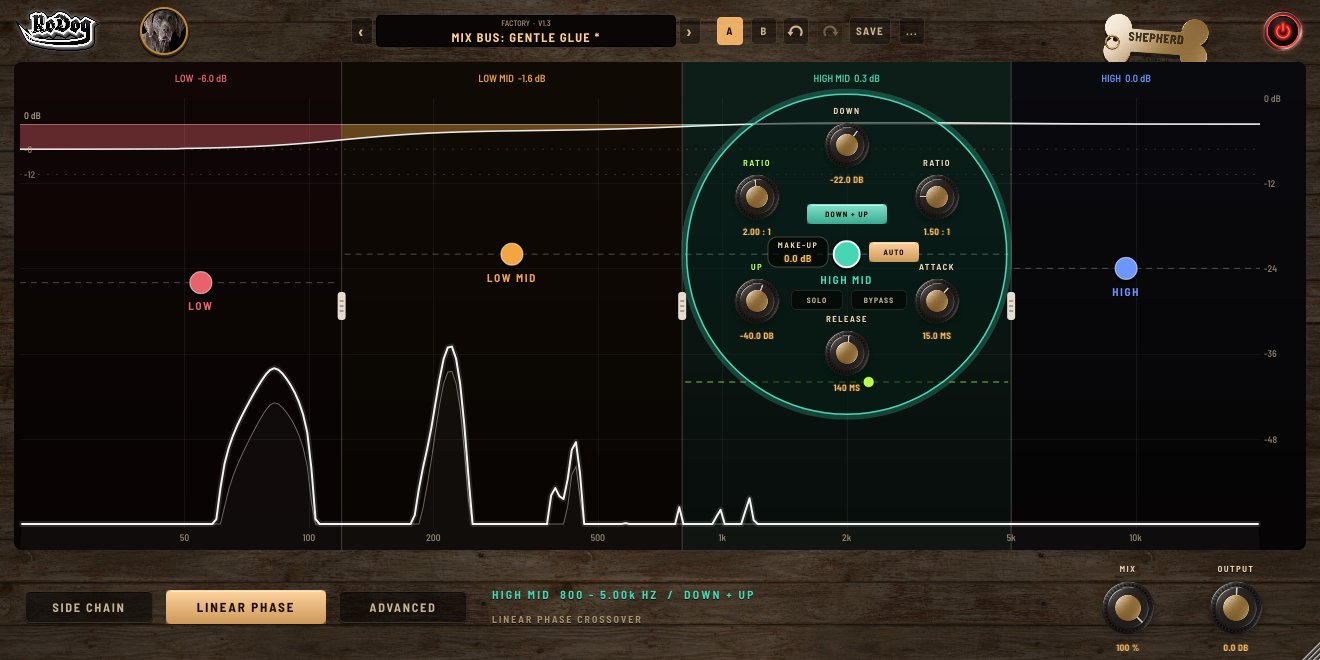 RoDog
‹
FACTORY · V1.3
MIX BUS: GENTLE GLUE *
›
A
B
SAVE
...
SHEPHERD
LOW -6.0 dB
LOW MID -1.6 dB
HIGH MID 0.3 dB
HIGH 0.0 dB
0 dB
0 dB
-6
-12
-12
-24
-36
-48
DOWN
-22.0 DB
RATIO
2.00 : 1
RATIO
1.50 : 1
DOWN + UP
MAKE-UP
0.0 dB
AUTO
UP
-40.0 DB
HIGH MID
SOLO
BYPASS
ATTACK
15.0 MS
RELEASE
140 MS
LOW
LOW MID
HIGH
50
100
200
500
1k
2k
5k
10k
SIDE CHAIN
LINEAR PHASE
ADVANCED
HIGH MID 800 - 5.00k HZ / DOWN + UP
LINEAR PHASE CROSSOVER
MIX
100 %
OUTPUT
0.0 DB